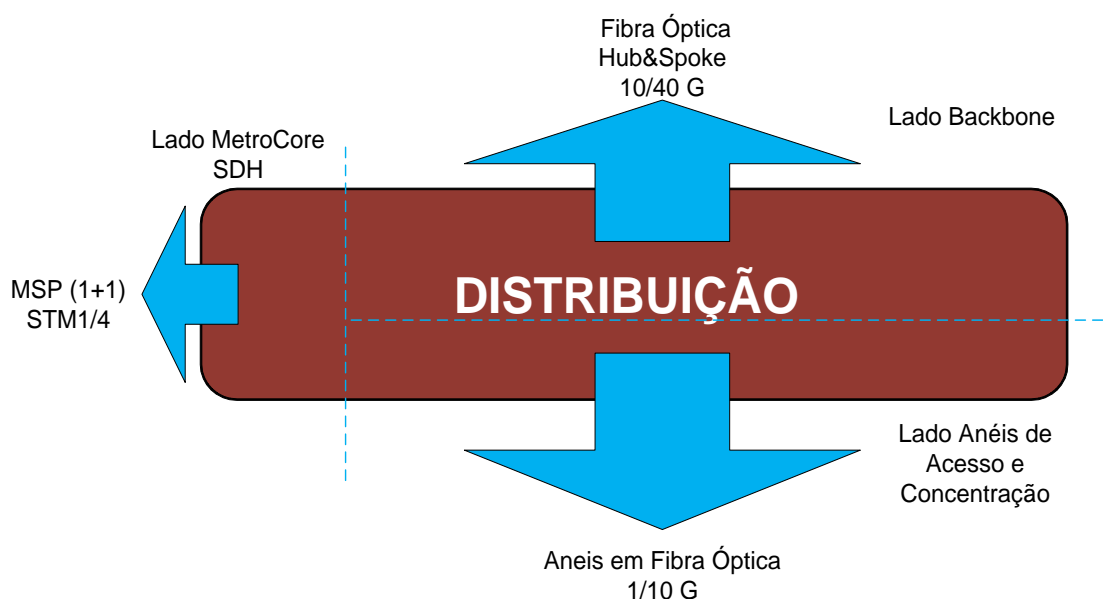 Fibra Óptica
Hub&Spoke
10/40 G
Lado Backbone
Lado MetroCore
SDH
MSP (1+1)
STM1/4
DISTRIBUIÇÃO
Lado Anéis de
Acesso e
Concentração
Aneis em Fibra Óptica
1/10 G